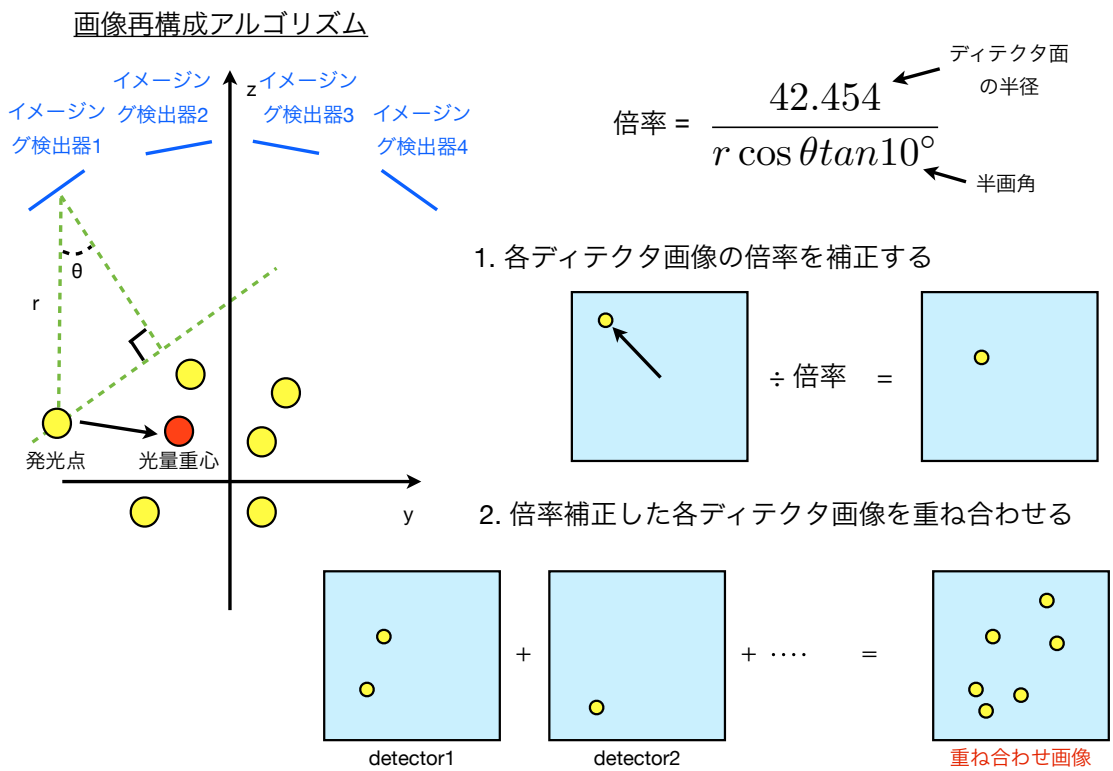 画像再構成アルゴリズム
イメージン
グ検出器1
イメージン
グ検出器2
イメージン
グ検出器3
イメージン
グ検出器4
z
θ
r
発光点
光量重心
y
ディテクタ面
の半径
倍率 = 42.454 / r cos θtan10°
半画角
1. 各ディテクタ画像の倍率を補正する
÷ 倍率 =
2. 倍率補正した各ディテクタ画像を重ね合わせる
+ + ···· =
detector1
detector2
重ね合わせ画像